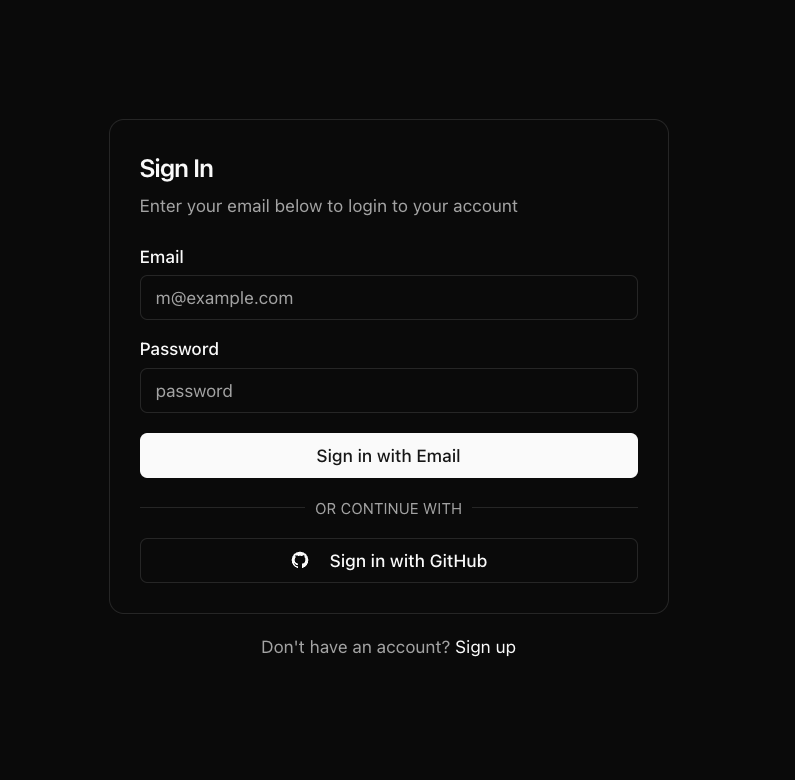 Sign In
Enter your email below to login to your account
Email
m@example.com
Password
password
Sign in with Email
OR CONTINUE WITH
Sign in with GitHub
Don't have an account? Sign up